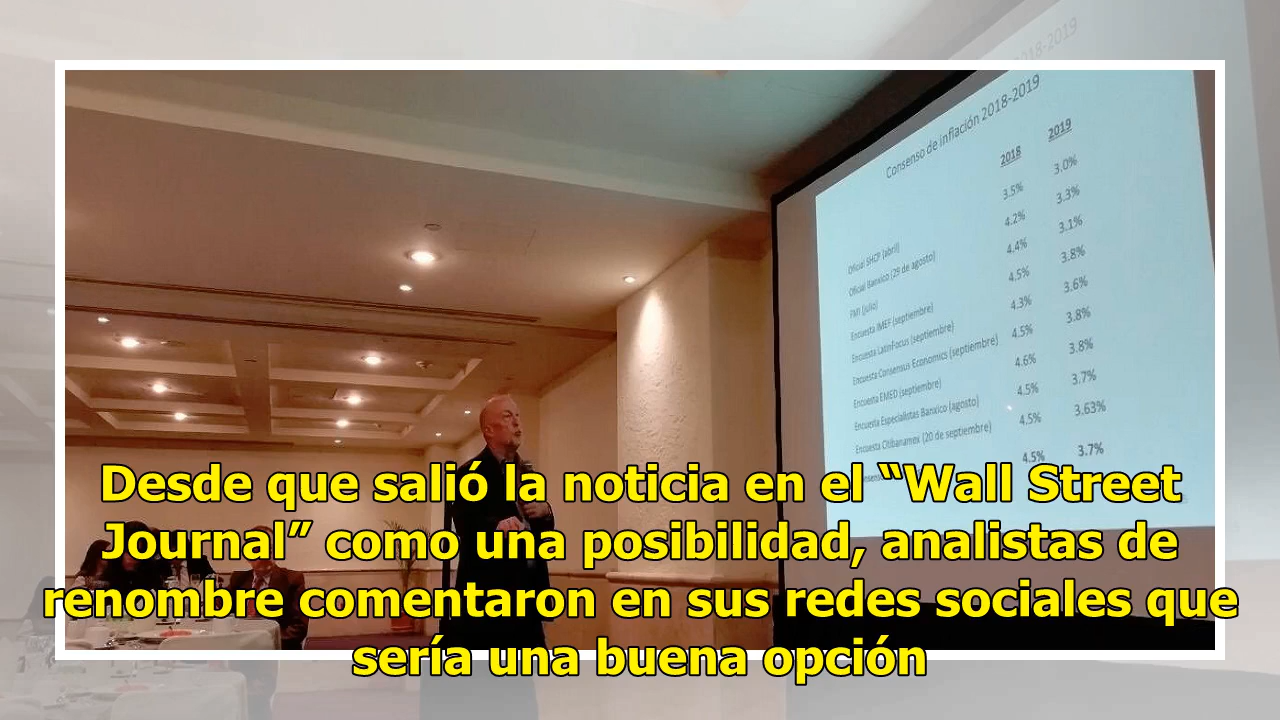 2018-2019
Consenso de inflación 2018-2019
2018 2019
Oficial SHCP (abril) 3.5% 3.0%
Oficial Banxico (29 de agosto) 4.2% 3.3%
FMI (julio) 4.4% 3.1%
Encuesta IMEF (septiembre) 4.5% 3.8%
Encuesta LatinFocus (septiembre) 4.3% 3.6%
Encuesta Consensus Economics (septiembre) 4.5% 3.8%
Encuesta EMED (septiembre) 4.6% 3.8%
Encuesta Especialistas Banxico (agosto) 4.5% 3.7%
Encuesta Citibanamex (20 de septiembre) 4.5% 3.63%
4.5% 3.7%
Desde que salió la noticia en el “Wall Street
Journal” como una posibilidad, analistas de
renombre comentaron en sus redes sociales que
sería una buena opción